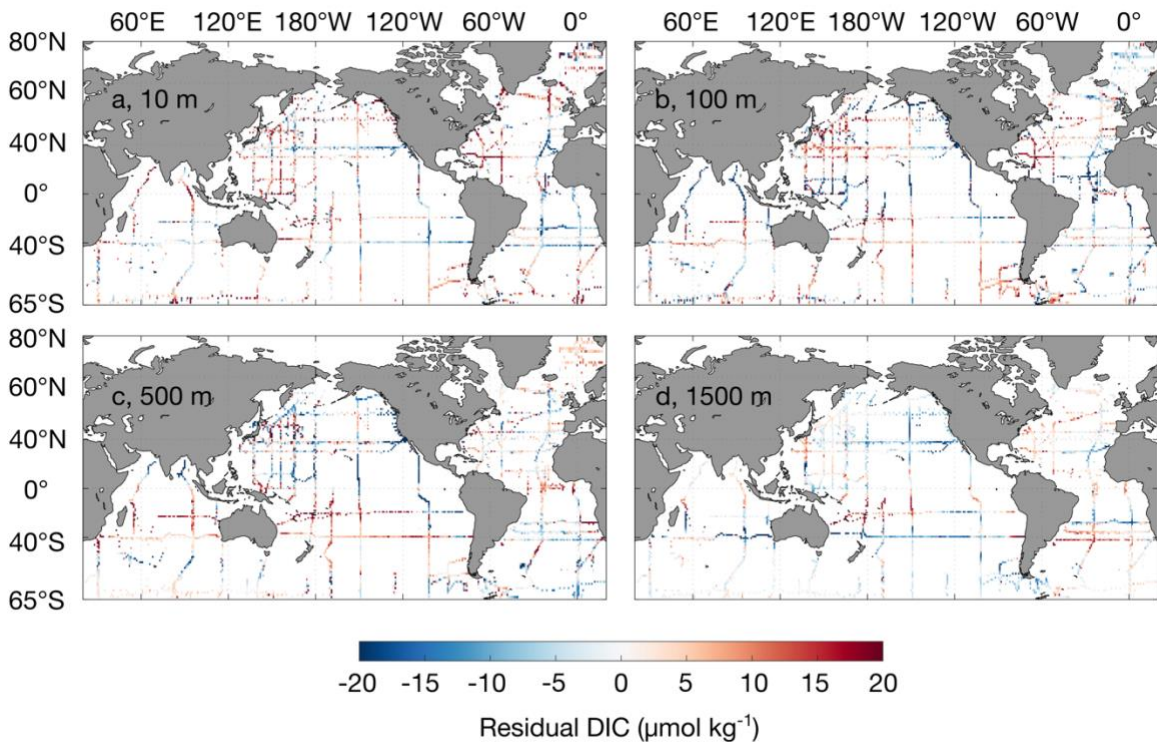 60°E 120°E 180°W 120°W 60°W 0° 60°E 120°E 180°W 120°W 60°W 0°
80°N
60°N
40°N
0°
40°S
65°S
a, 10 m
b, 100 m
80°N
60°N
40°N
0°
40°S
65°S
c, 500 m
d, 1500 m
-20 -15 -10 -5 0 5 10 15 20
Residual DIC (μmol kg⁻¹)